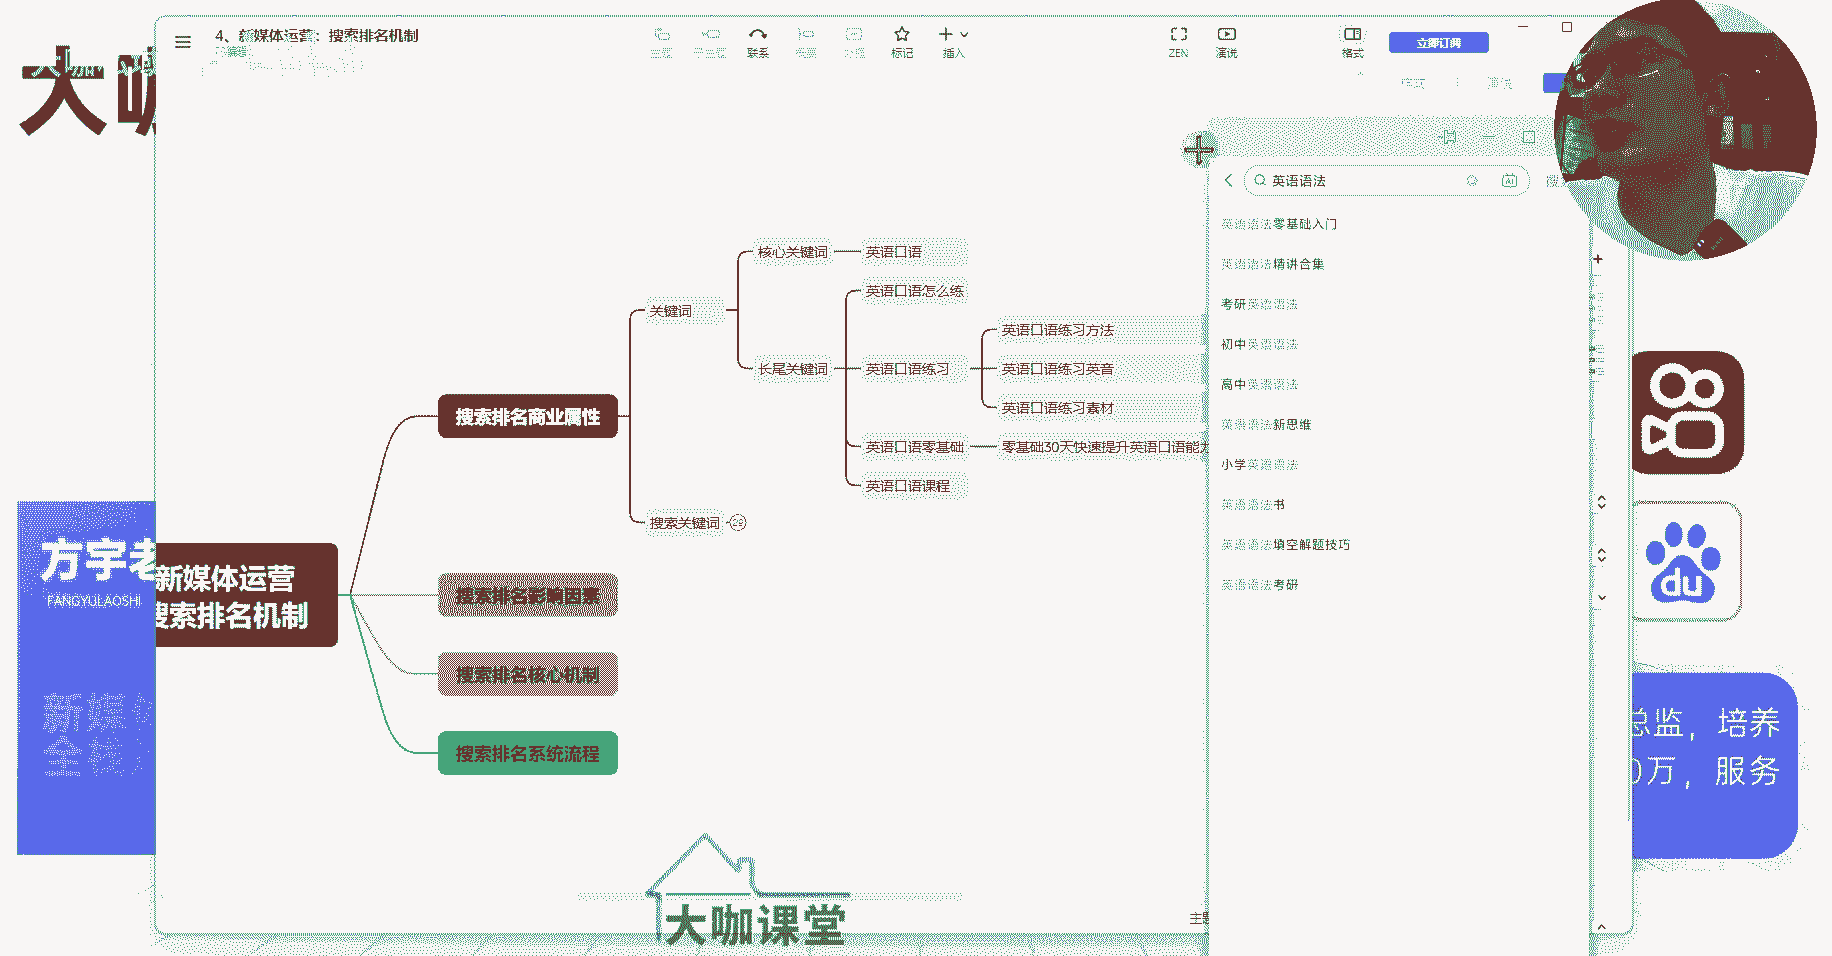 4、新媒体运营：搜索排名机制
联系
标记
插入
ZEN
演说
格式
立即订阅
大咖
英语语法
英语语法零基础入门
英语语法精讲合集
考研英语语法
初中英语语法
高中英语语法
英语语法新思维
小学英语语法
英语语法书
英语语法填空解题技巧
英语语法考研
核心关键词
英语口语
英语口语怎么练
关键词
英语口语练习方法
长尾关键词
英语口语练习
英语口语练习英音
英语口语练习素材
搜索排名商业属性
英语口语零基础
零基础30天快速提升英语口语能
英语口语课程
搜索关键词
29
方宇老
FANGYULAOSHI
新媒体运营
搜索排名机制
搜索排名影响因素
搜索排名核心机制
搜索排名系统流程
新媒体
du
总监，培养
0万，服务
大咖课堂
主题